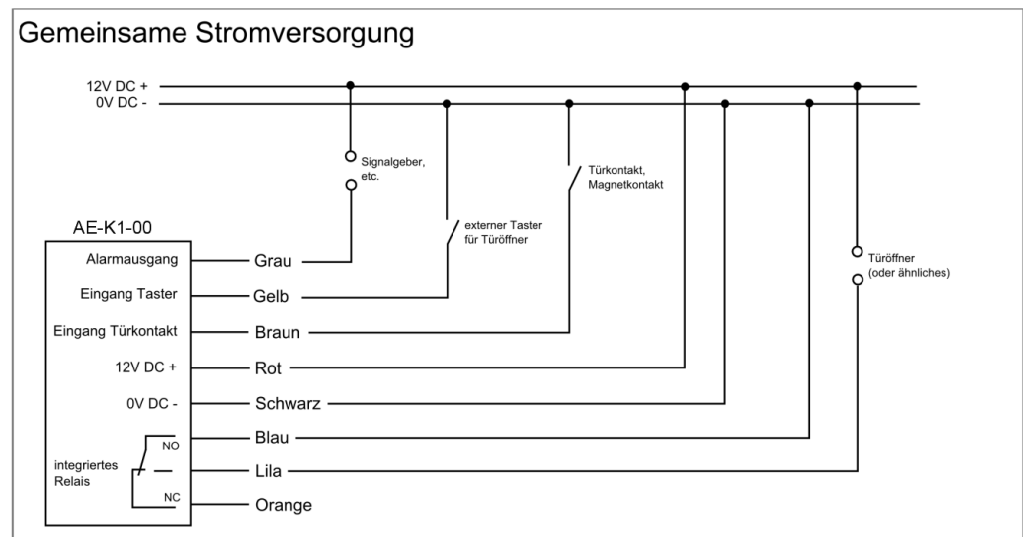 Gemeinsame Stromversorgung
12V DC +
0V DC -
Signalgeber,
etc.
Türkontakt,
Magnetkontakt
externer Taster
für Türöffner
Türöffner
(oder ähnliches)
AE-K1-00
Alarmausgang
Grau
Eingang Taster
Gelb
Eingang Türkontakt
Braun
12V DC +
Rot
0V DC -
Schwarz
Blau
NO
integriertes
Relais
Lila
NC
Orange